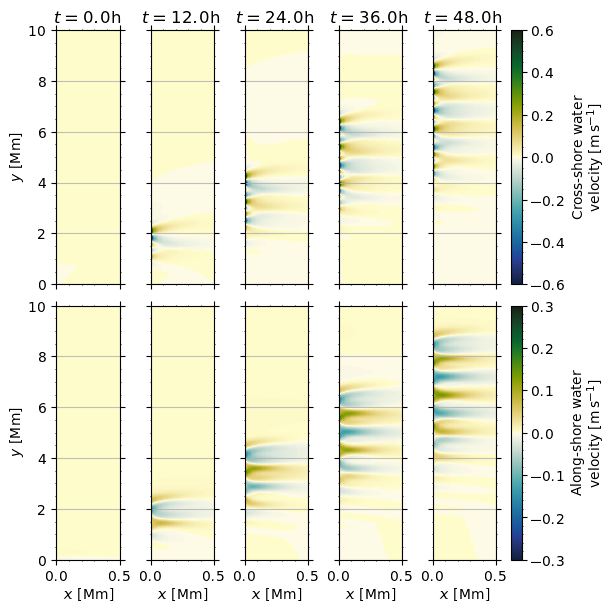 t = 0.0h t = 12.0h t = 24.0h t = 36.0h t = 48.0h
10
8
6
4
2
0
y [Mm]
0.6
0.4
0.2
0.0
−0.2
−0.4
−0.6
Cross-shore water
velocity [m s⁻¹]
10
8
6
4
2
0
y [Mm]
0.3
0.2
0.1
0.0
−0.1
−0.2
−0.3
Along-shore water
velocity [m s⁻¹]
0.0 0.5 0.0 0.5 0.0 0.5 0.0 0.5 0.0 0.5
x [Mm] x [Mm] x [Mm] x [Mm] x [Mm]